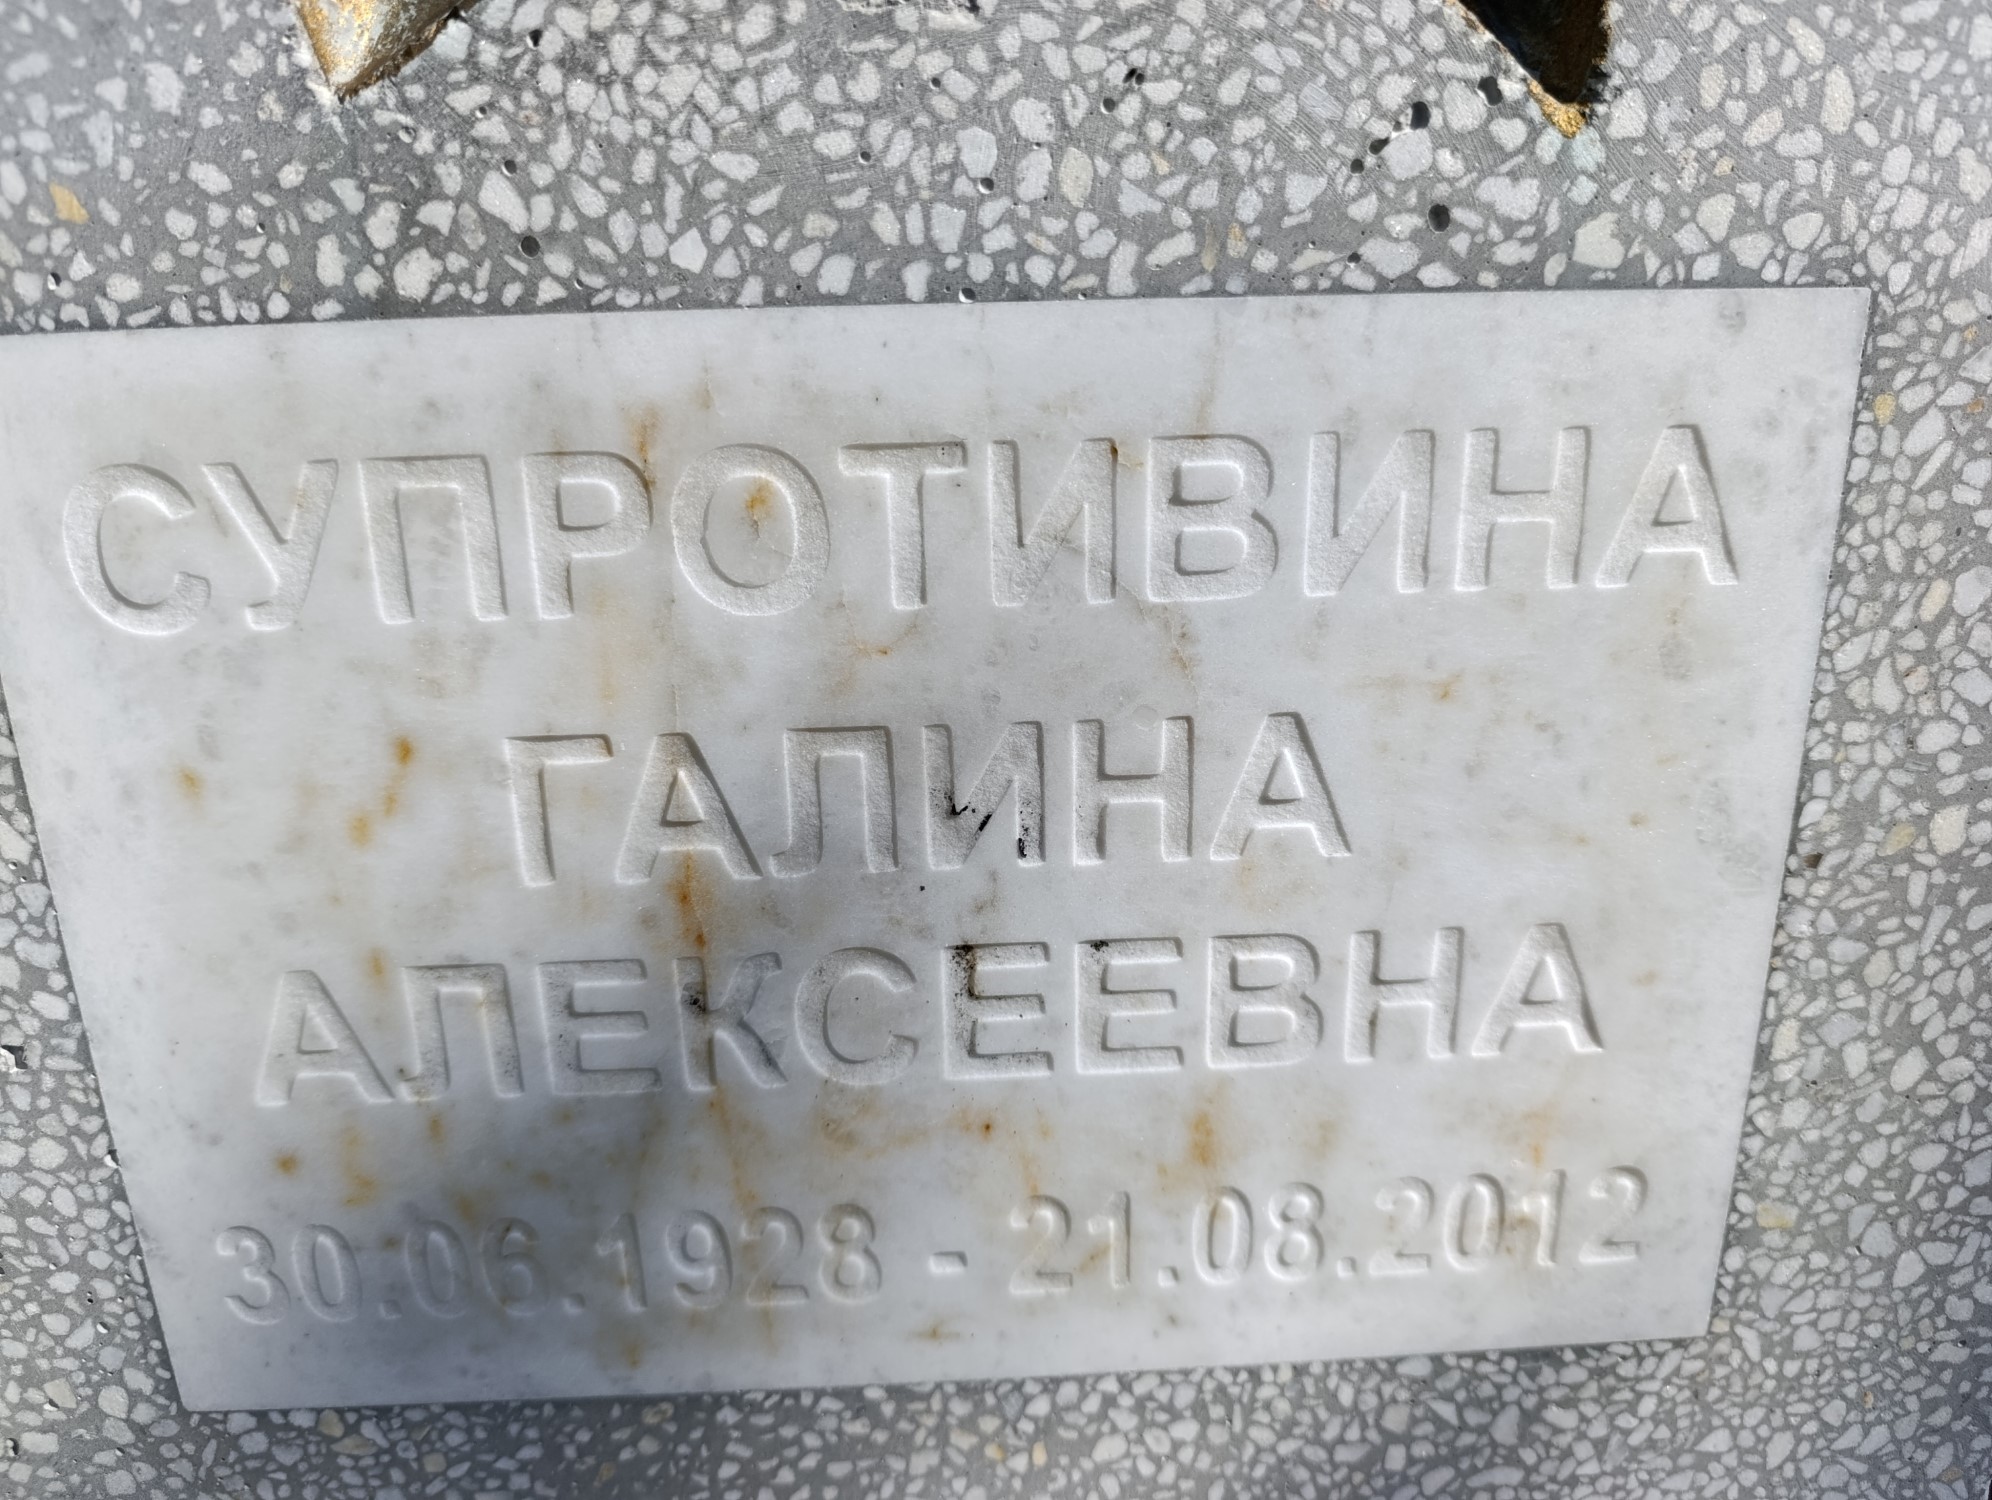 СУПРОТИВИНА
ГАЛИНА
АЛЕКСЕЕВНА
30.06.1928 - 21.08.2012